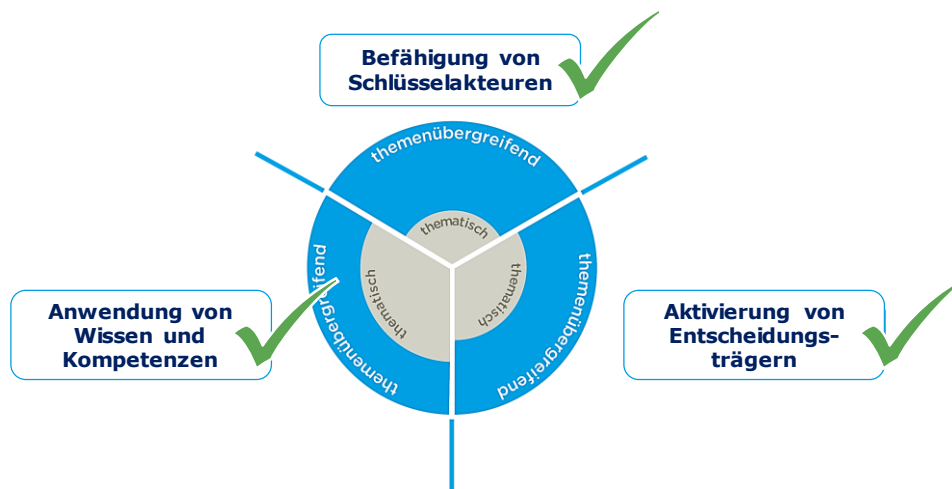 Befähigung von
Schlüsselakteuren
themenübergreifend
thematisch
themenübergreifend
thematisch
thematisch
themenübergreifend
Anwendung von
Wissen und
Kompetenzen
Aktivierung von
Entscheidungs-
trägern